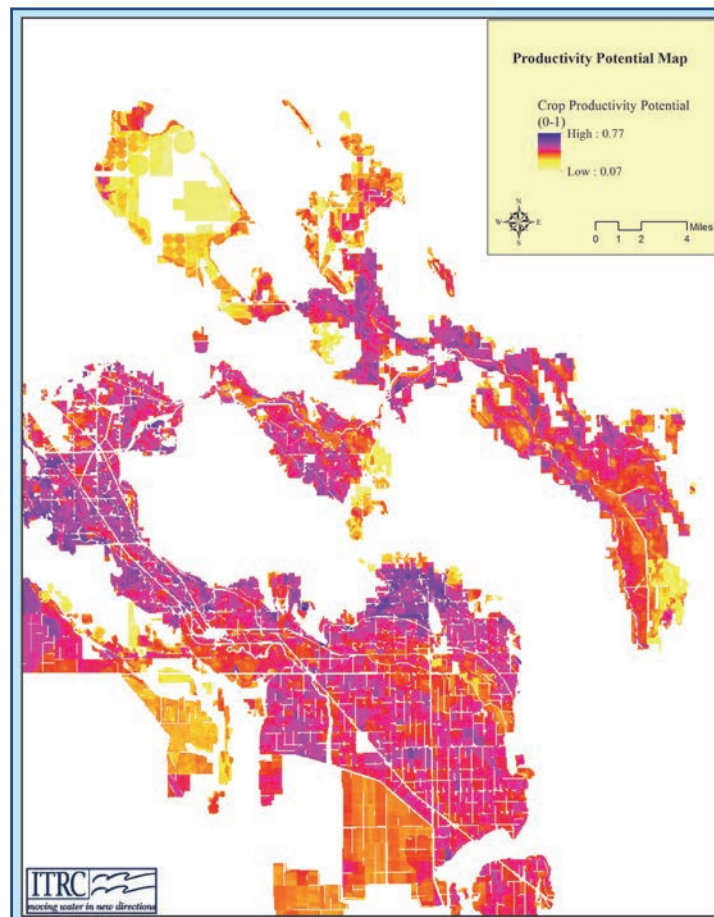 Productivity Potential Map
Crop Productivity Potential
(0-1)
High : 0.77
Low : 0.07
N
W E
S
0 1 2 4 Miles
ITRC
moving water in new directions